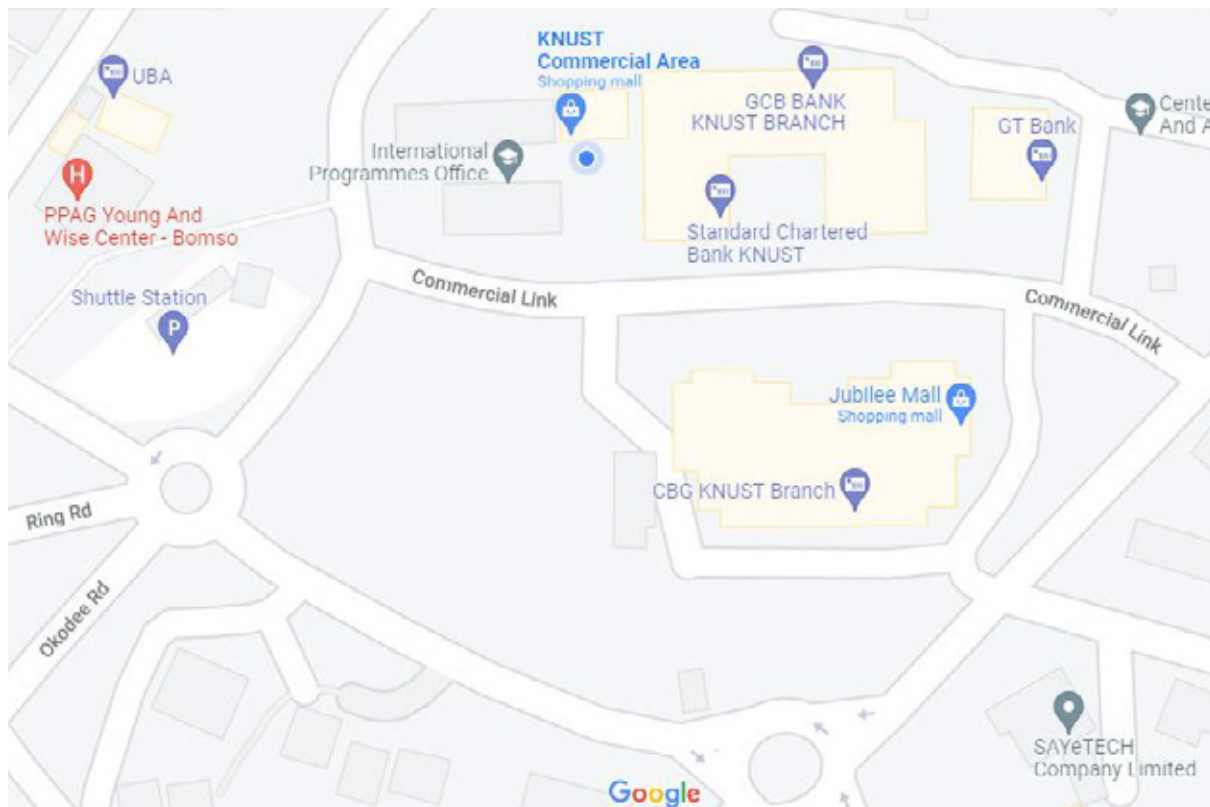 KNUST
Commercial Area
Shopping mall
UBA
GCB BANK
KNUST BRANCH
GT Bank
Cente
And A
International
Programmes Office
PPAG Young And
Wise Center - Bomso
Standard Chartered
Bank KNUST
Shuttle Station
P
H
Commercial Link
Commercial Link
Jubilee Mall
Shopping mall
CBG KNUST Branch
Ring Rd
Okodee Rd
SAYeTECH
Company Limited
Google